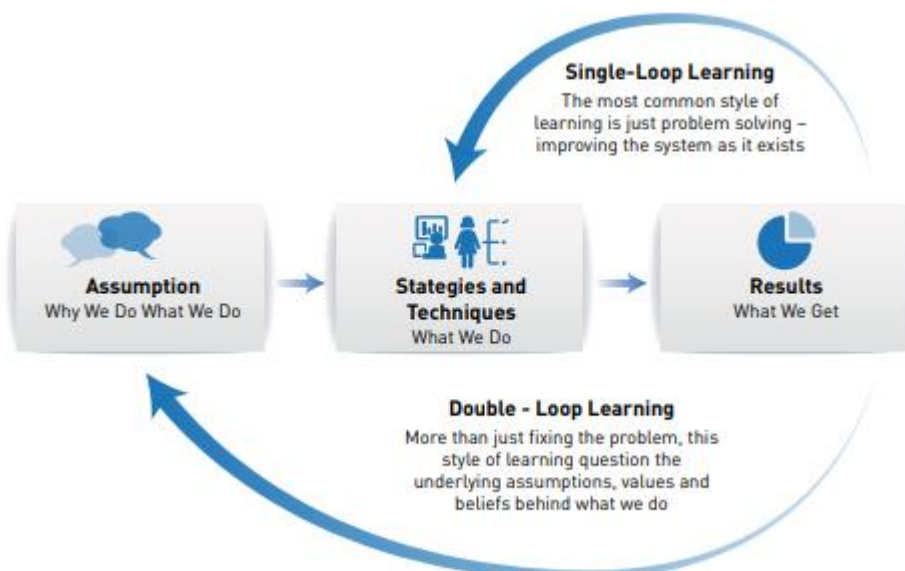 Single-Loop Learning
The most common style of
learning is just problem solving –
improving the system as it exists
Assumption
Why We Do What We Do
Stategies and
Techniques
What We Do
Results
What We Get
Double - Loop Learning
More than just fixing the problem, this
style of learning question the
underlying assumptions, values and
beliefs behind what we do